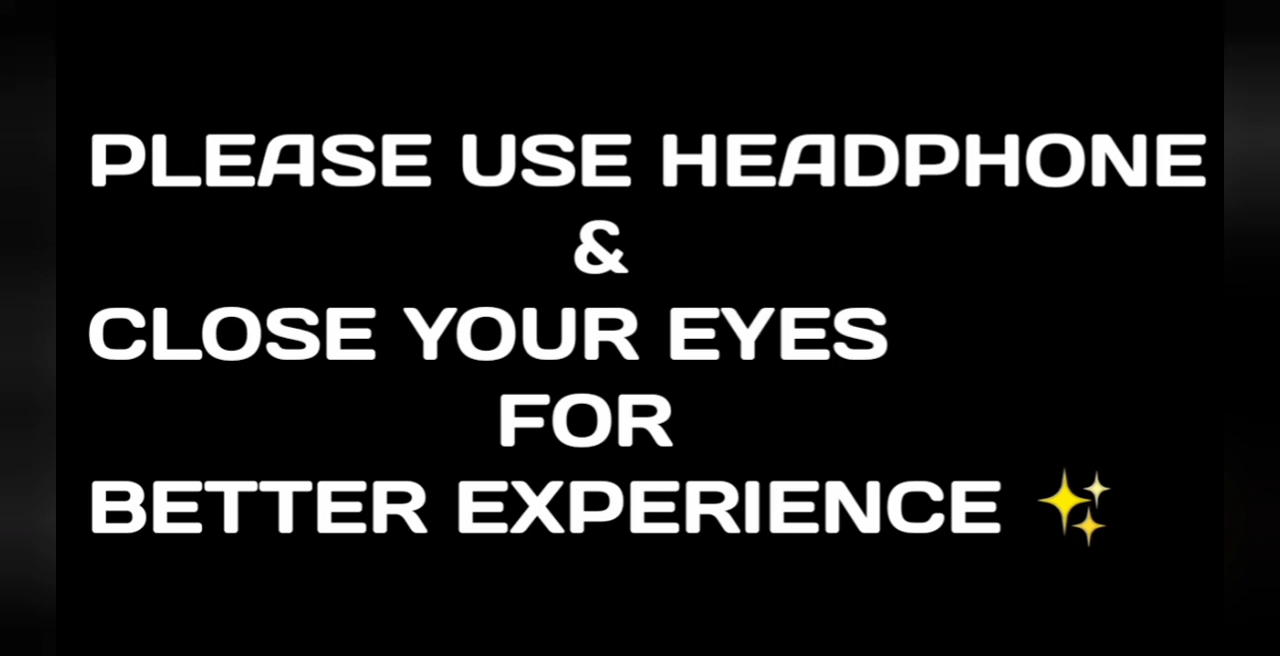 PLEASE USE HEADPHONE
&
CLOSE YOUR EYES
FOR
BETTER EXPERIENCE ✨